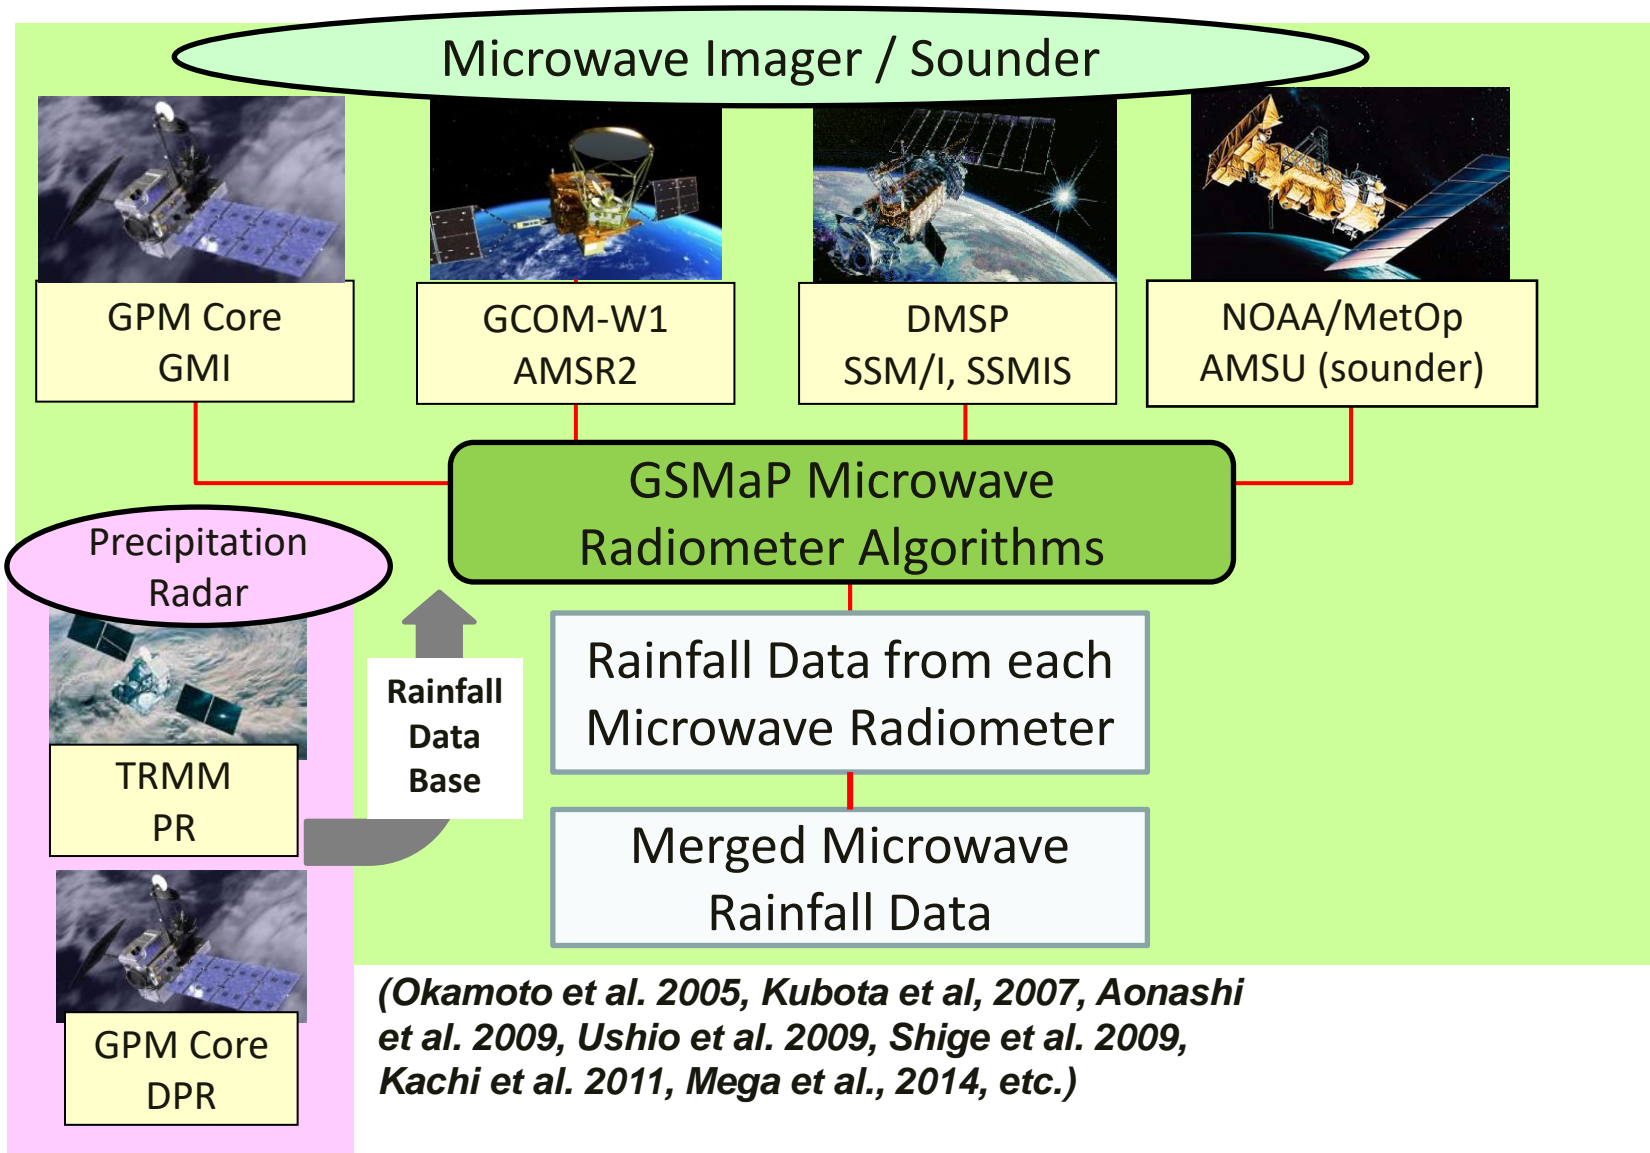 Microwave Imager / Sounder
GPM Core
GMI
GCOM-W1
AMSR2
DMSP
SSM/I, SSMIS
NOAA/MetOp
AMSU (sounder)
GSMaP Microwave
Radiometer Algorithms
Precipitation
Radar
TRMM
PR
Rainfall
Data
Base
Rainfall Data from each
Microwave Radiometer
Merged Microwave
Rainfall Data
GPM Core
DPR
(Okamoto et al. 2005, Kubota et al, 2007, Aonashi
et al. 2009, Ushio et al. 2009, Shige et al. 2009,
Kachi et al. 2011, Mega et al., 2014, etc.)